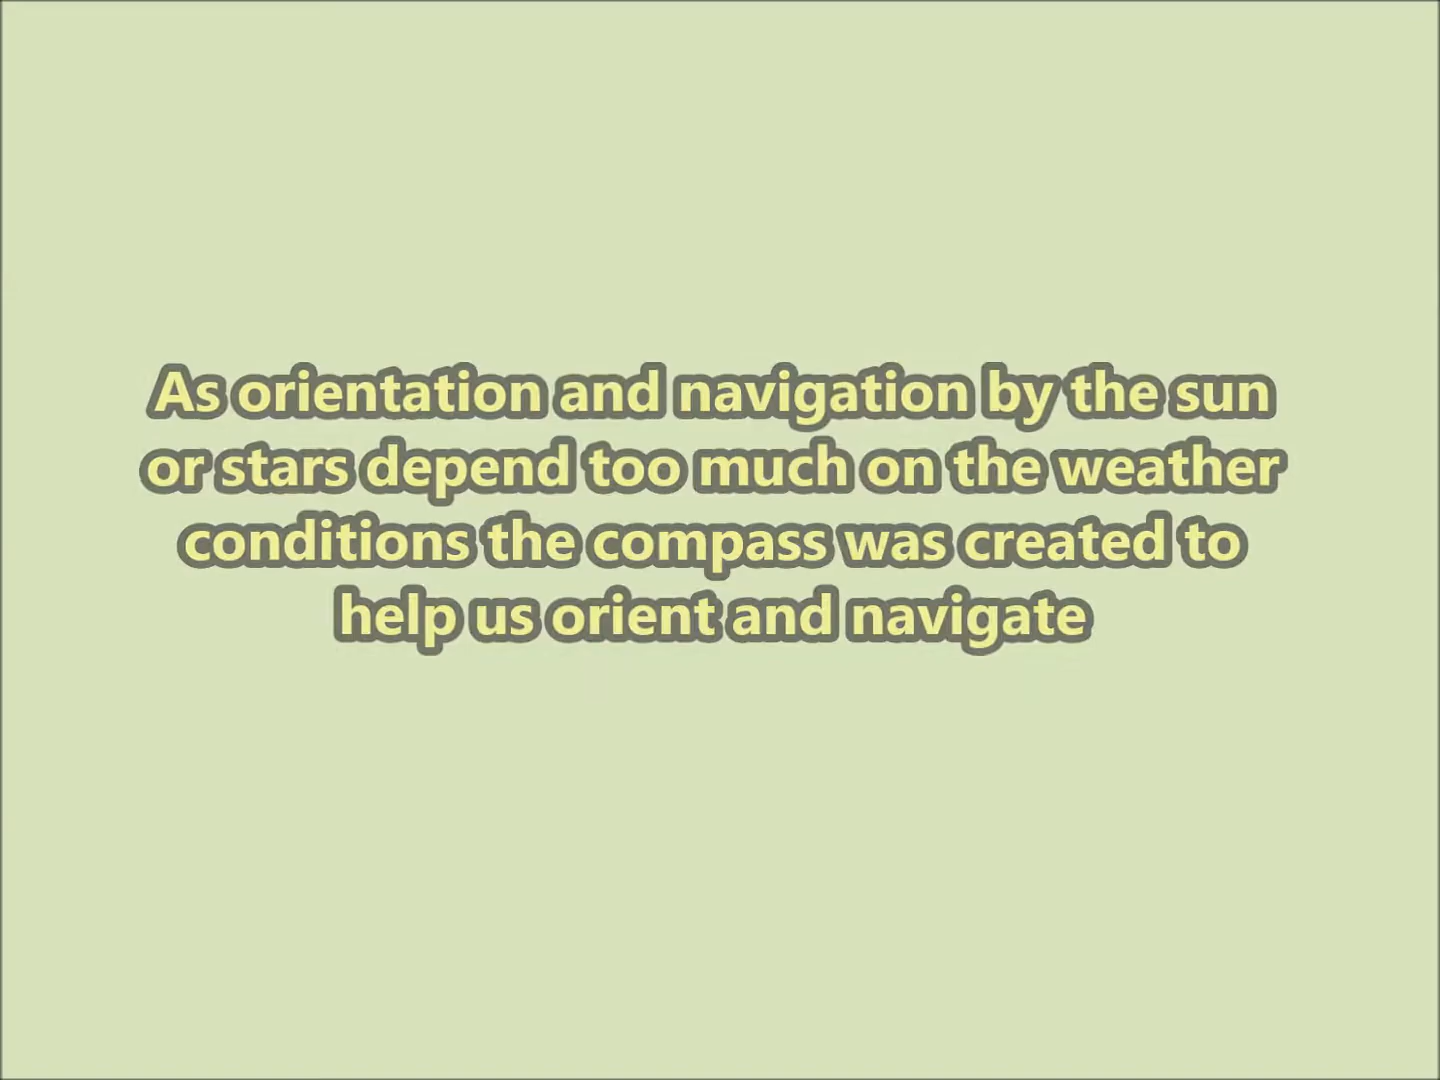 As orientation and navigation by the sun
or stars depend too much on the weather
conditions the compass was created to
help us orient and navigate